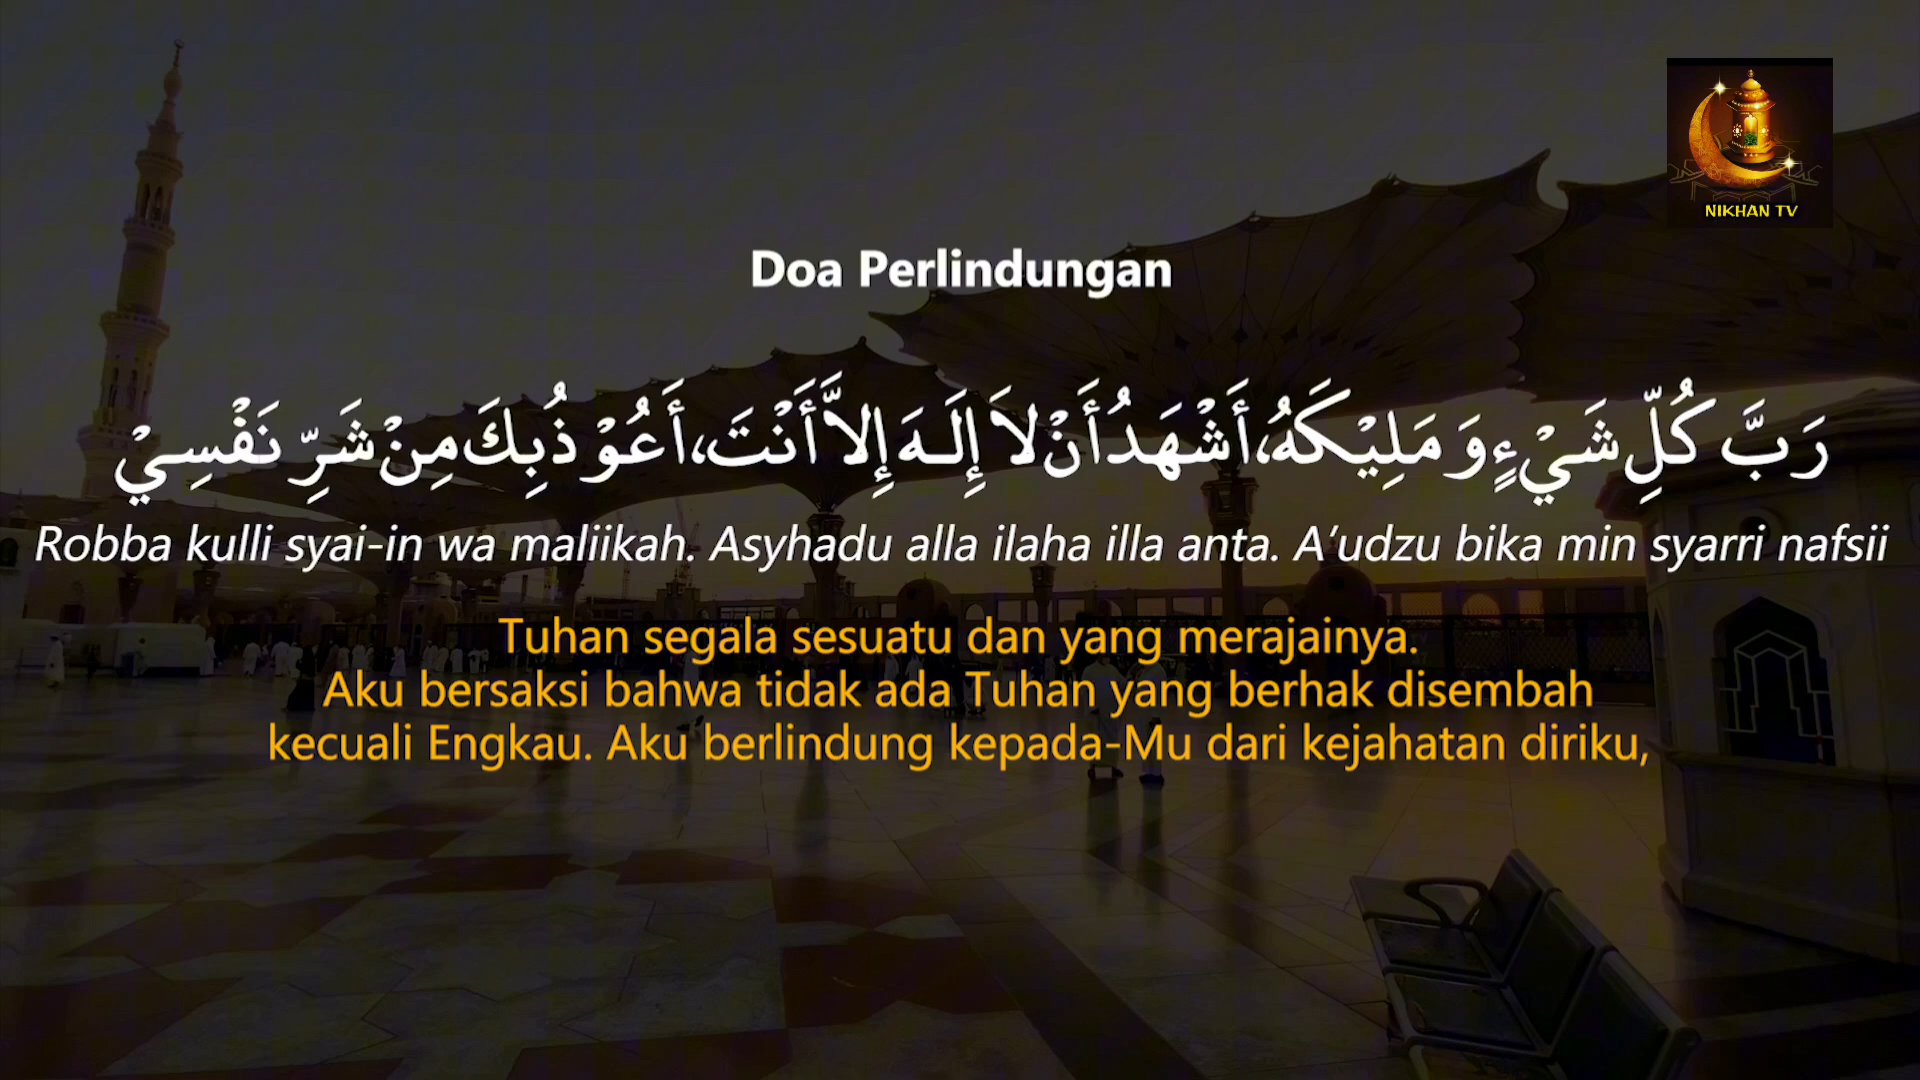 NIKHAN TV
Doa Perlindungan
رَبَّ كُلِّ شَيْءٍ وَ مَلِيْكَهُ، أَشْهَدُ أَنْ لاَ إِلَـهَ إِلاَّ أَنْتَ، أَعُوْذُ بِكَ مِنْ شَرِّ نَفْسِيْ
Robba kulli syai-in wa maliikah. Asyhadu alla ilaha illa anta. A’udzu bika min syarri nafsii
Tuhan segala sesuatu dan yang merajainya.
Aku bersaksi bahwa tidak ada Tuhan yang berhak disembah
kecuali Engkau. Aku berlindung kepada-Mu dari kejahatan diriku,